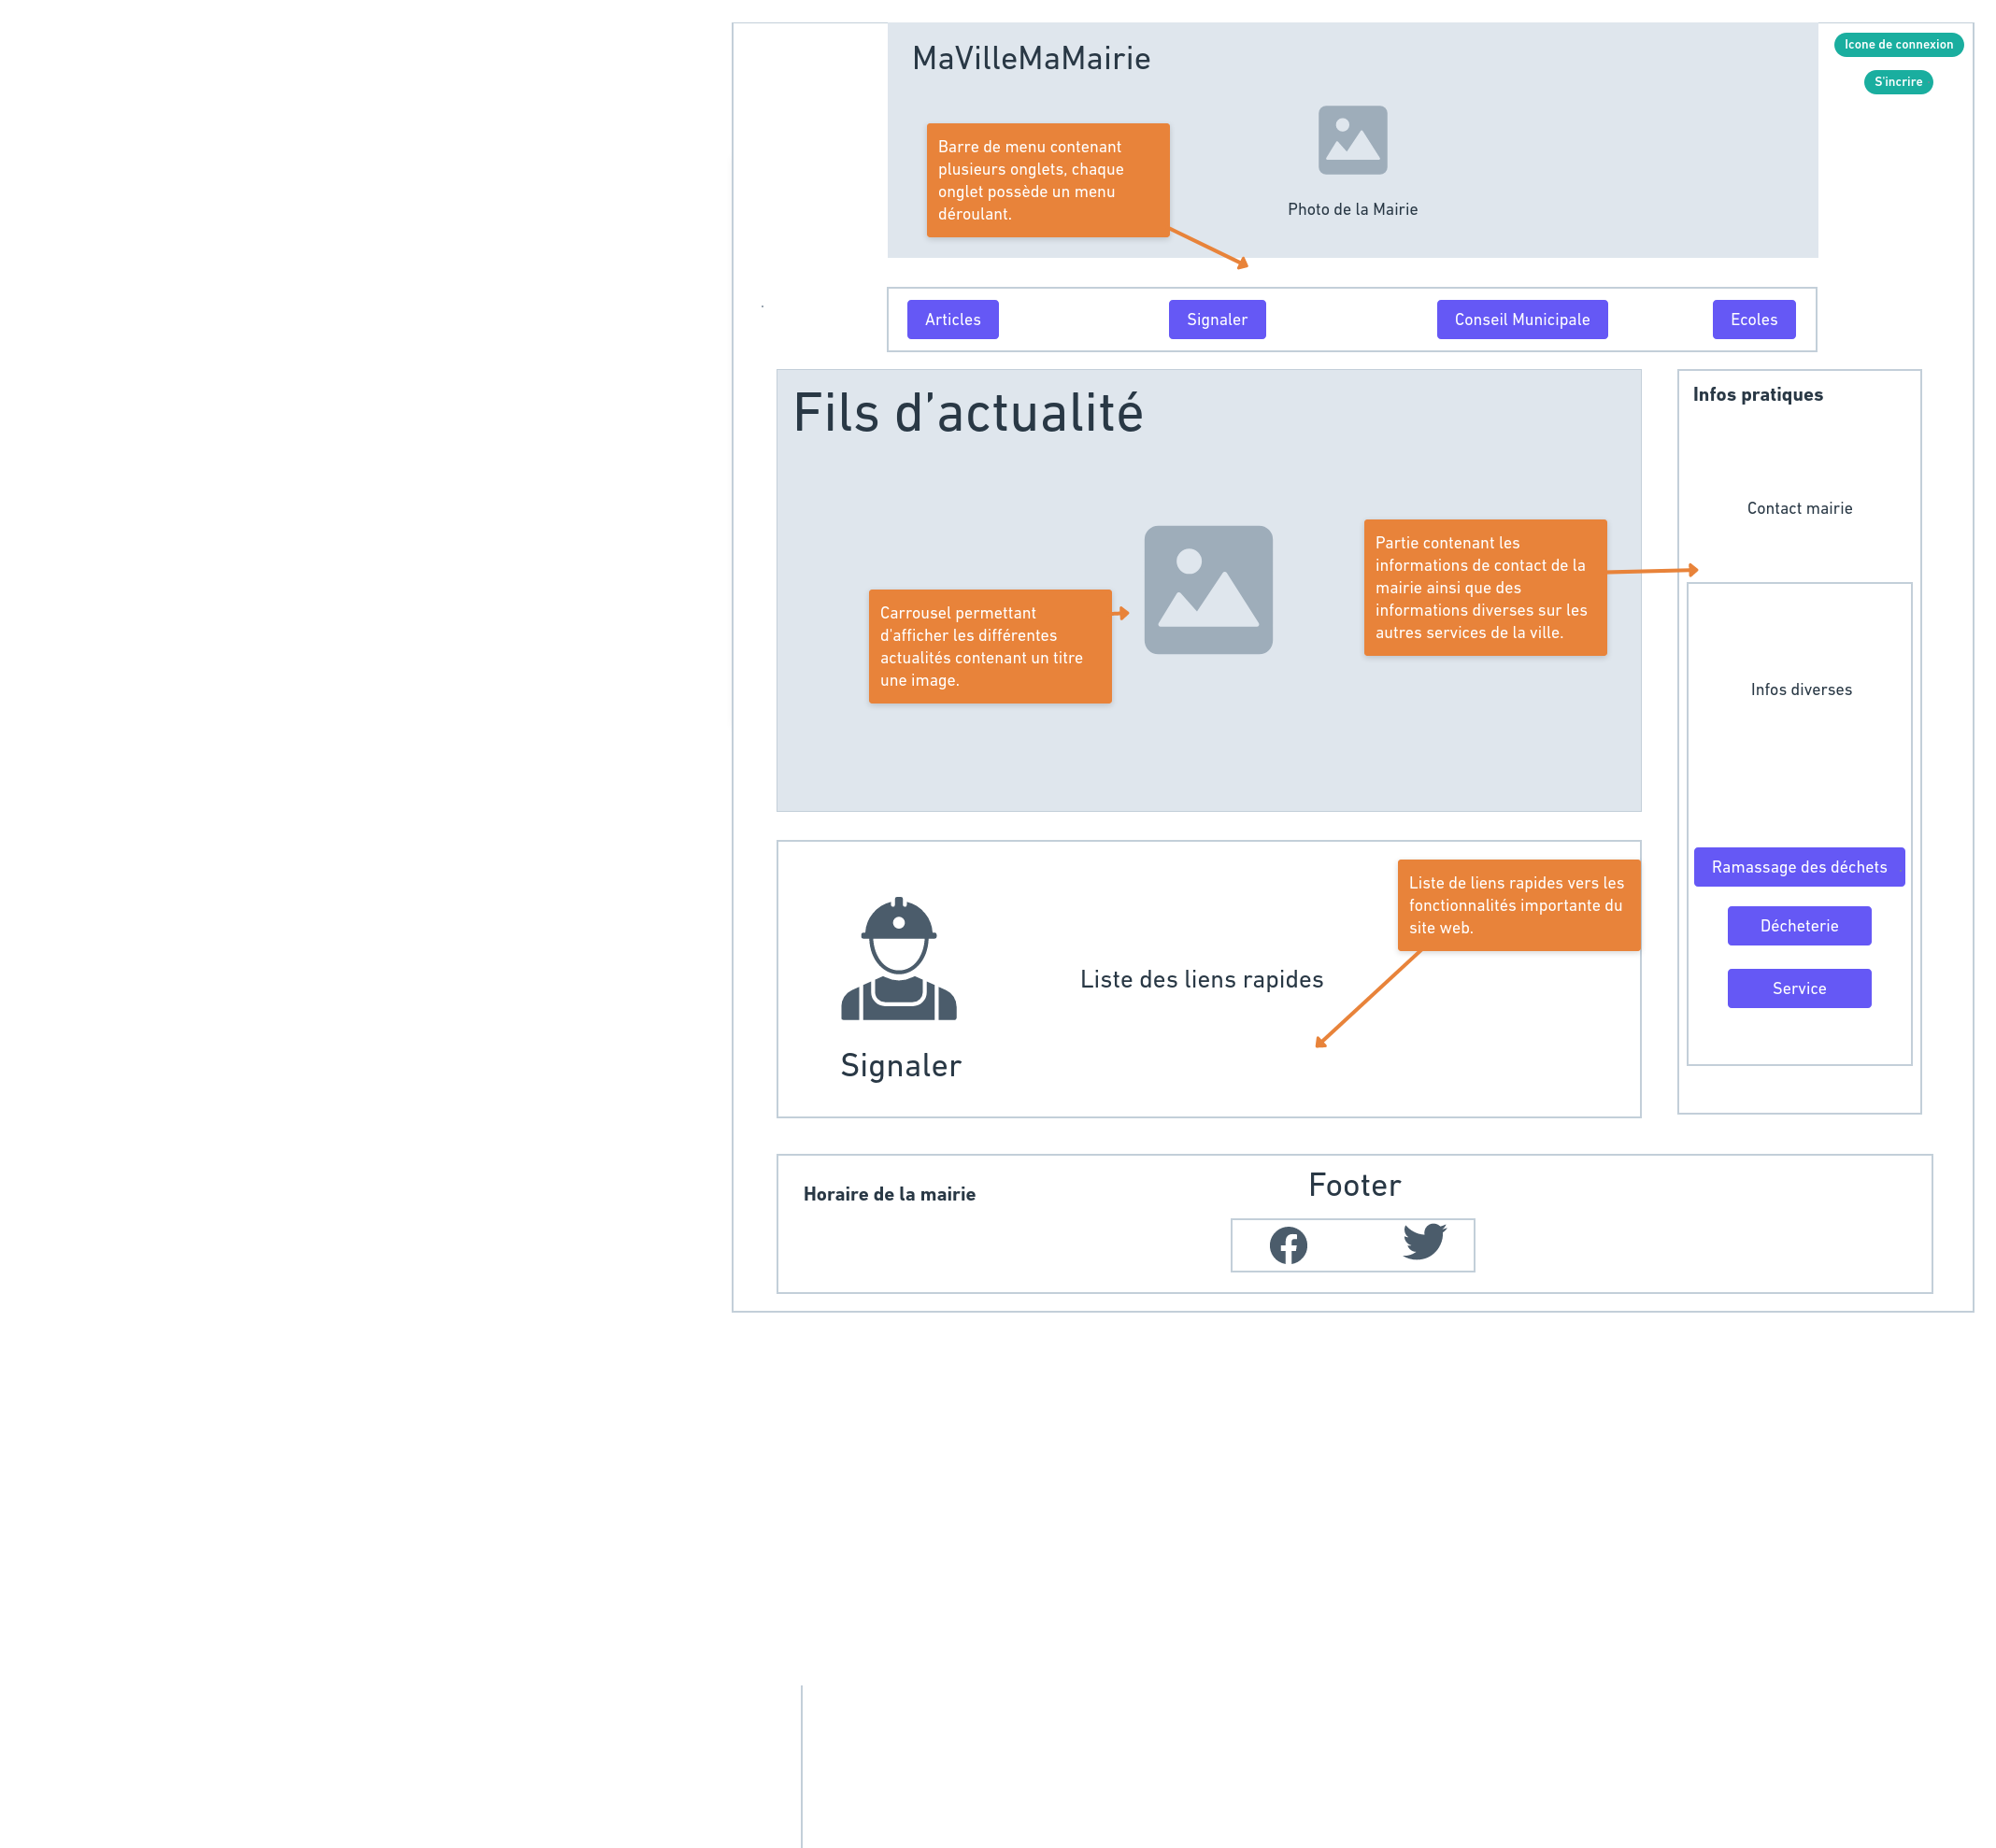 MaVilleMaMairie
Icone de connexion
S'incrire
Barre de menu contenant
plusieurs onglets, chaque
onglet possède un menu
déroulant.
Photo de la Mairie
Articles
Signaler
Conseil Municipale
Ecoles
Fils d’actualité
Infos pratiques
Contact mairie
Partie contenant les
informations de contact de la
mairie ainsi que des
informations diverses sur les
autres services de la ville.
Carrousel permettant
d'afficher les différentes
actualités contenant un titre
une image.
Infos diverses
Ramassage des déchets
Décheterie
Service
Liste de liens rapides vers les
fonctionnalités importante du
site web.
Liste des liens rapides
Signaler
Horaire de la mairie
Footer